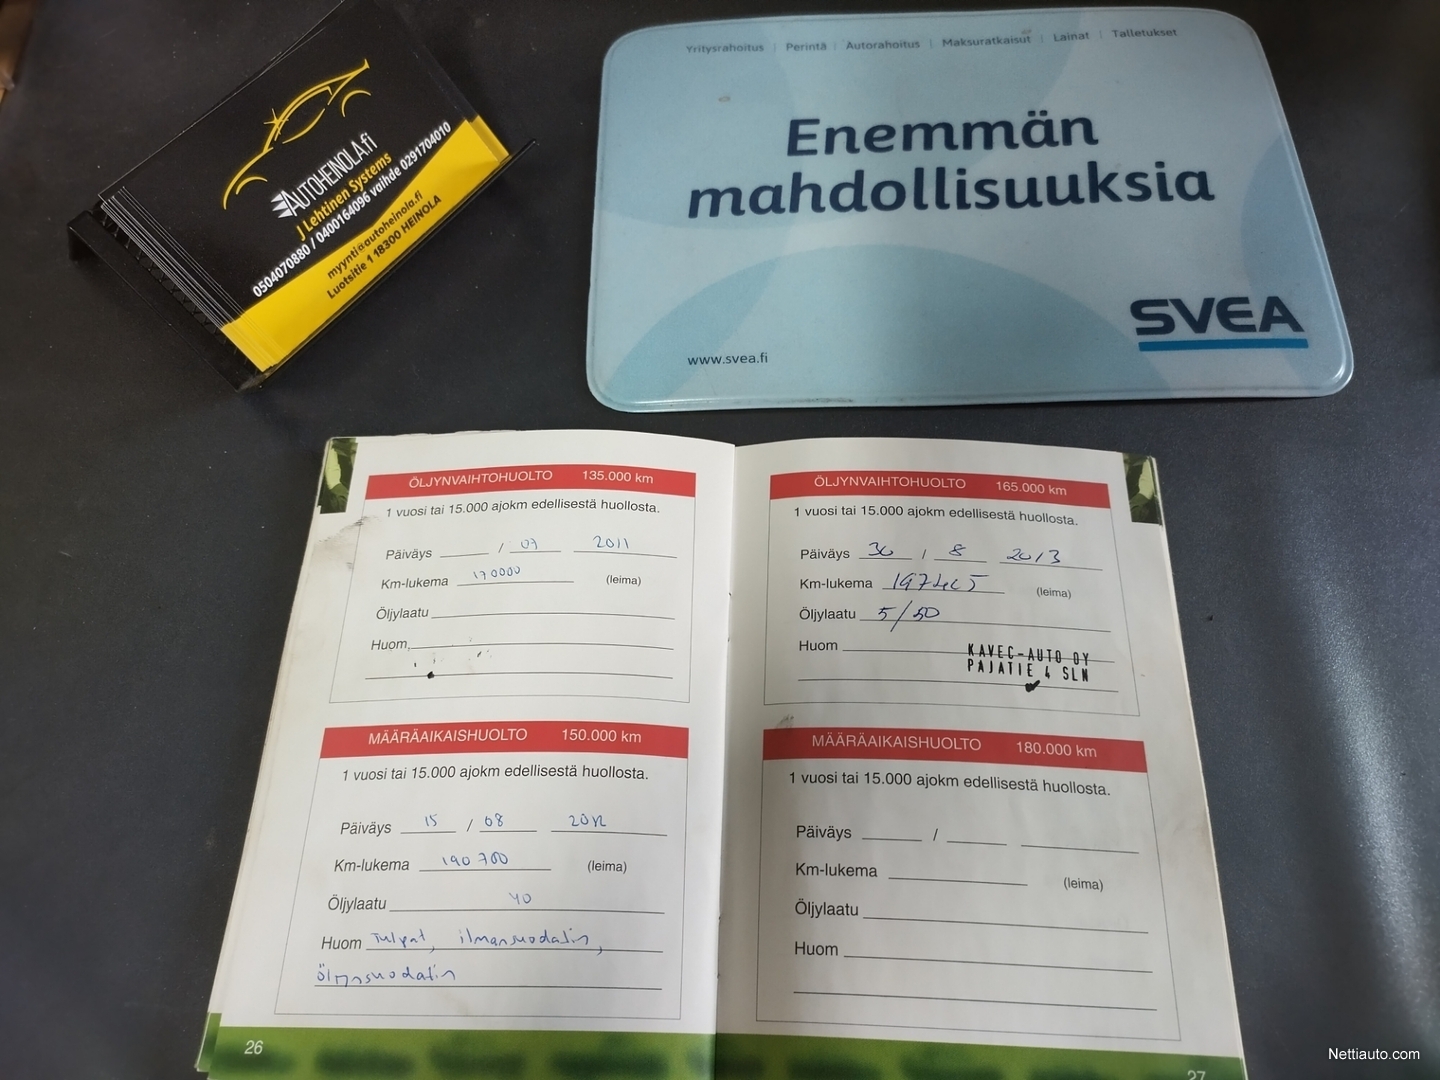 AUTOHEINOLA.fi
J Lehtinen Systems
0504070880 / 0400164096 vaihde 0291704010
myynti@autoheinola.fi
Luotsitie 1 18300 HEINOLA
Yritysrahoitus | Perintä | Autorahoitus | Maksuratkaisut | Lainat | Talletukset
Enemmän
mahdollisuuksia
SVEA
www.svea.fi
ÖLJYNVAIHTOHUOLTO 135.000 km
1 vuosi tai 15.000 ajokm edellisestä huollosta.
Päiväys / 07 2011
Km-lukema 170000 (leima)
Öljylaatu
Huom
MÄÄRÄAIKAISHUOLTO 150.000 km
1 vuosi tai 15.000 ajokm edellisestä huollosta.
Päiväys 15 / 08 2012
Km-lukema 190 700 (leima)
Öljylaatu 40
Huom Tulpat, ilmansuodatin,
öljynsuodatin
26
ÖLJYNVAIHTOHUOLTO 165.000 km
1 vuosi tai 15.000 ajokm edellisestä huollosta.
Päiväys 30 / 8 2013
Km-lukema (leima)
Öljylaatu 5/50
Huom
KAVEC-AUTO OY
PAJATIE 4 SLN
MÄÄRÄAIKAISHUOLTO 180.000 km
1 vuosi tai 15.000 ajokm edellisestä huollosta.
Päiväys /
Km-lukema (leima)
Öljylaatu
Huom
27
Nettiauto.com